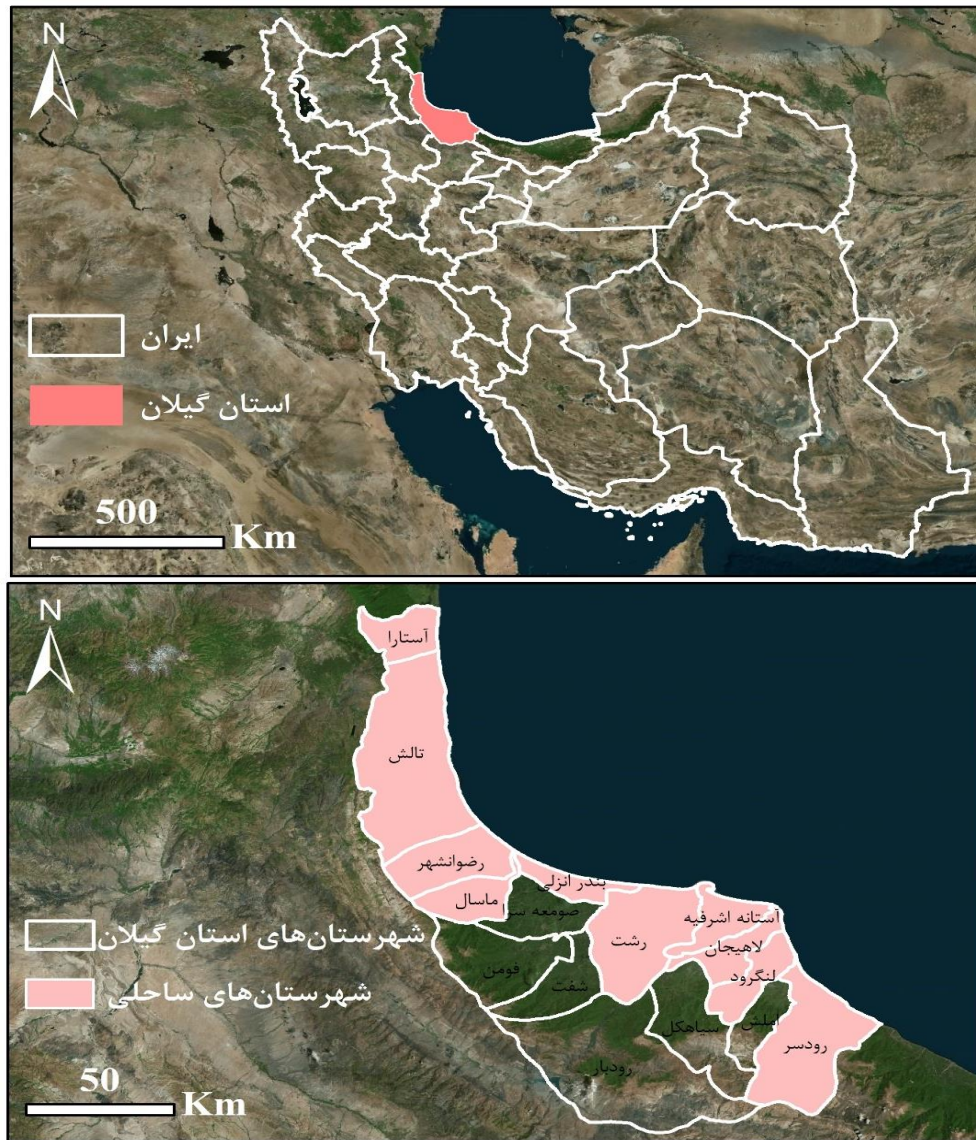 N
ایران
استان گیلان
500
Km
N
آستارا
تالش
رضوانشهر
ماسال
بندر انزلی
صومعه سرا
آستانه اشرفیه
رشت
لاهیجان
لنگرود
فومن
شفت
سیاهکل
املش
رودسر
رودبار
شهرستان‌های استان گیلان
شهرستان‌های ساحلی
50
Km